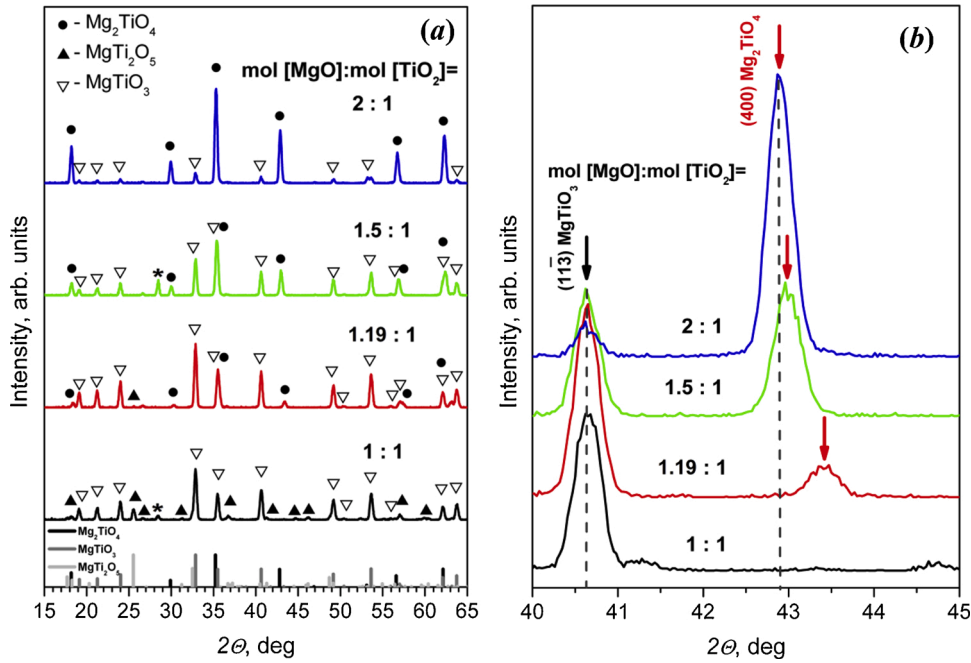 ● - Mg₂TiO₄
▲ - MgTi₂O₅
▽ - MgTiO₃
(a)
mol [MgO]:mol [TiO₂]=
2 : 1
1.5 : 1
*
1.19 : 1
1 : 1
*
Mg₂TiO₄
MgTiO₃
MgTi₂O₅
Intensity, arb. units
15 20 25 30 35 40 45 50 55 60 65
2Θ, deg
(b)
(400) Mg₂TiO₄
mol [MgO]:mol [TiO₂]=
(11̅3) MgTiO₃
2 : 1
1.5 : 1
1.19 : 1
1 : 1
Intensity, arb. units
40 41 42 43 44 45
2Θ, deg